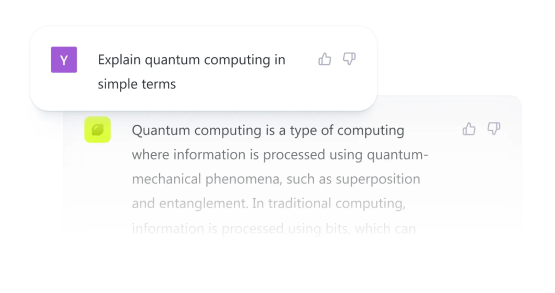 Y
Explain quantum computing in
simple terms
Quantum computing is a type of computing
where information is processed using quantum-
mechanical phenomena, such as superposition
and entanglement. In traditional computing,
information is processed using bits, which can